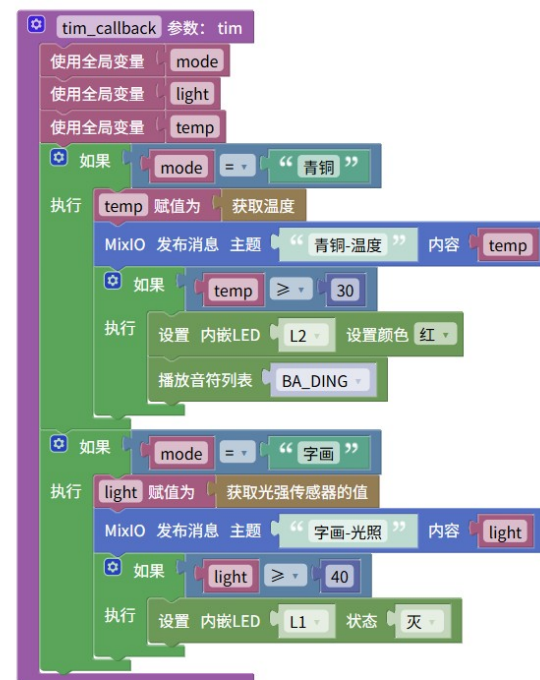 tim_callback 参数: tim
使用全局变量 mode
使用全局变量 light
使用全局变量 temp
如果 mode = “ 青铜 ”
执行 temp 赋值为 获取温度
MixIO 发布消息 主题 “ 青铜-温度 ” 内容 temp
如果 temp ≥ 30
执行 设置 内嵌LED L2 设置颜色 红
播放音符列表 BA_DING
如果 mode = “ 字画 ”
执行 light 赋值为 获取光强传感器的值
MixIO 发布消息 主题 “ 字画-光照 ” 内容 light
如果 light ≥ 40
执行 设置 内嵌LED L1 状态 灭